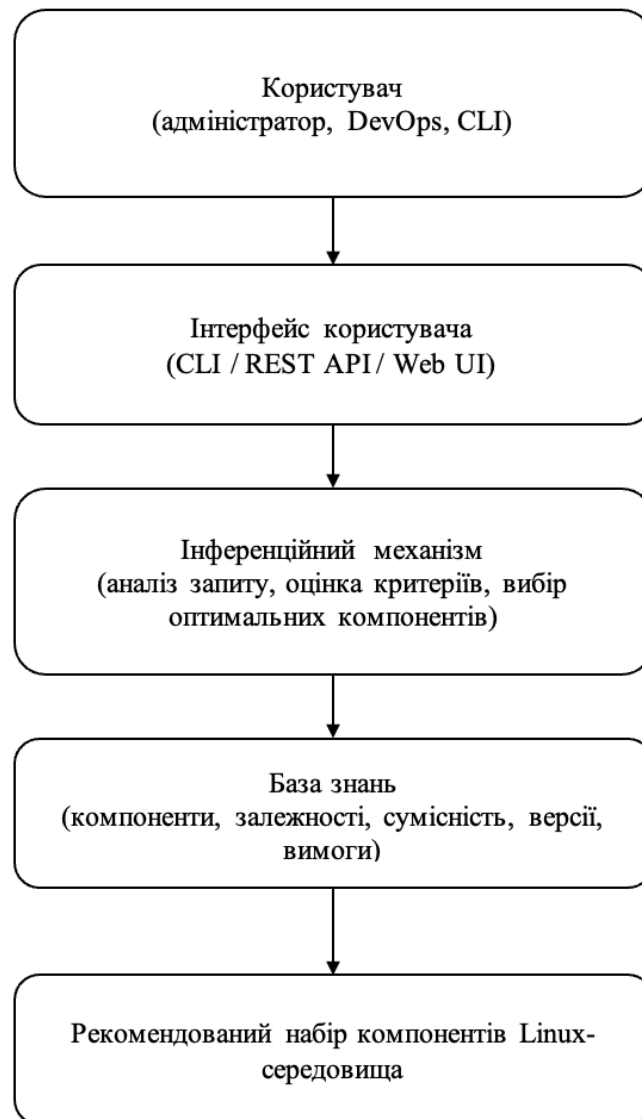 Користувач
(адміністратор, DevOps, CLI)
Інтерфейс користувача
(CLI / REST API / Web UI)
Інференційний механізм
(аналіз запиту, оцінка критеріїв, вибір
оптимальних компонентів)
База знань
(компоненти, залежності, сумісність, версії,
вимоги)
Рекомендований набір компонентів Linux-
середовища